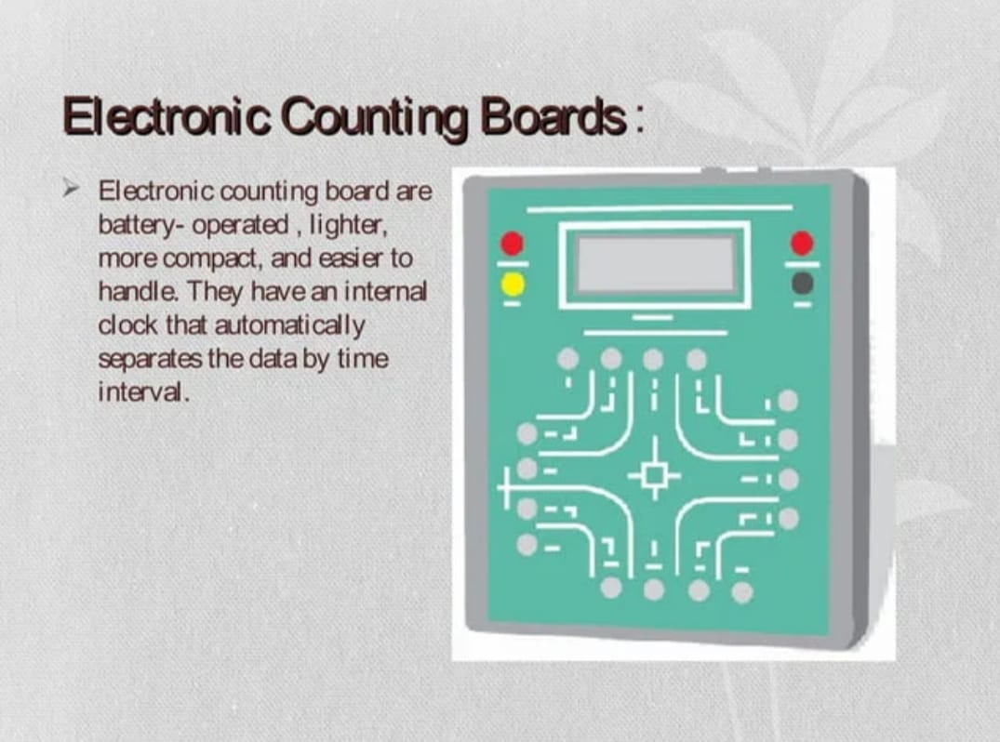 Electronic Counting Boards :
Electronic counting board are
battery- operated , lighter,
more compact, and easier to
handle. They have an internal
clock that automatically
separates the data by time
interval.